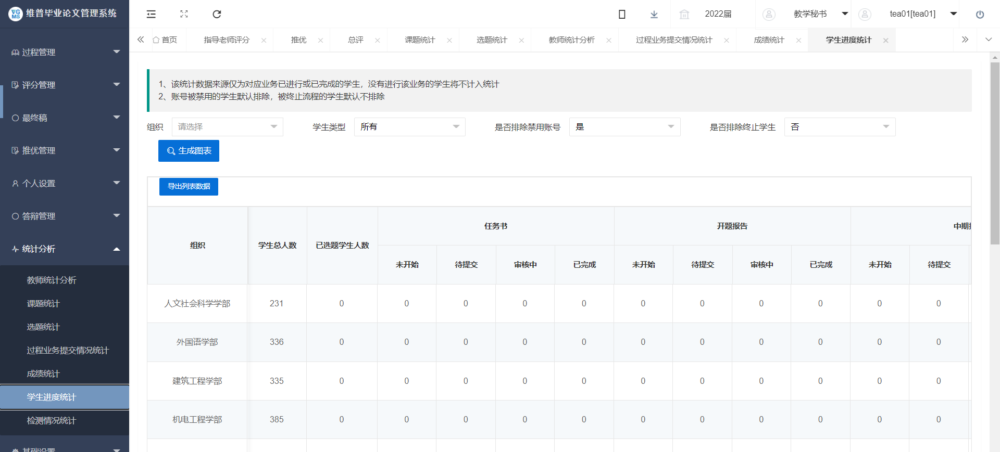 VG MS 维普毕业论文管理系统
2022届 教学秘书 tea01[tea01]
首页 指导老师评分 推优 总评 课题统计 选题统计 教师统计分析 过程业务提交情况统计 成绩统计 学生进度统计
过程管理
评分管理
最终稿
推优管理
个人设置
答辩管理
统计分析
教师统计分析
课题统计
选题统计
过程业务提交情况统计
成绩统计
学生进度统计
检测情况统计
基础设置
1、该统计数据来源仅为对应业务已进行或已完成的学生，没有进行该业务的学生将不计入统计
2、账号被禁用的学生默认排除，被终止流程的学生默认不排除
组织 请选择 学生类型 所有 是否排除禁用账号 是 是否排除终止学生 否
生成图表
导出列表数据
组织 学生总人数 已选题学生人数 任务书 开题报告 中期
未开始 待提交 审核中 已完成 未开始 待提交 审核中 已完成 未开始 待提交
人文社会科学学部 231 0 0 0 0 0 0 0 0 0 0 0
外国语学部 336 0 0 0 0 0 0 0 0 0 0 0
建筑工程学部 335 0 0 0 0 0 0 0 0 0 0 0
机电工程学部 385 0 0 0 0 0 0 0 0 0 0 0